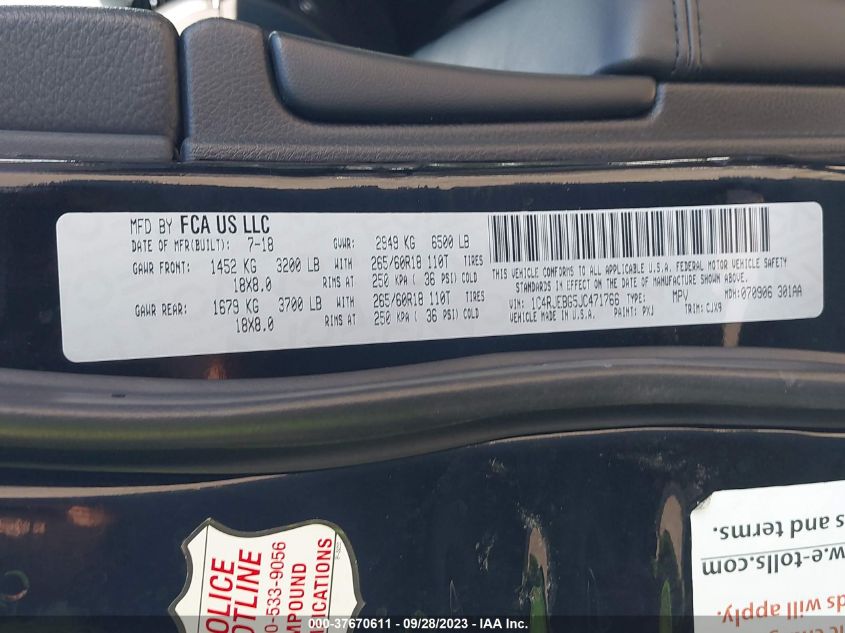 MFD BY FCA US LLC
DATE OF MFR(BUILT): 7-18 GVWR: 2949 KG 6500 LB
GAWR FRONT: 1452 KG 3200 LB WITH 265/60R18 110T TIRES
18X8.0 RIMS AT 250 KPA ( 36 PSI) COLD
GAWR REAR: 1679 KG 3700 LB WITH 265/60R18 110T TIRES
18X8.0 RIMS AT 250 KPA ( 36 PSI) COLD
THIS VEHICLE CONFORMS TO ALL APPLICABLE U.S.A. FEDERAL MOTOR VEHICLE SAFETY
STANDARDS IN EFFECT ON THE DATE OF MANUFACTURE SHOWN ABOVE.
VIN: 1C4RJEBG5JC471766 TYPE: MPV MDH: 070906 301AA
VEHICLE MADE IN U.S.A. PAINT: PXJ TRIM: CJX9
OLICE
OTLINE
0-533-9056
MPOUND
ICATIONS
s and terms.
w.e-tolls.com
ds will apply.
000-37670611 - 09/28/2023 - IAA Inc.